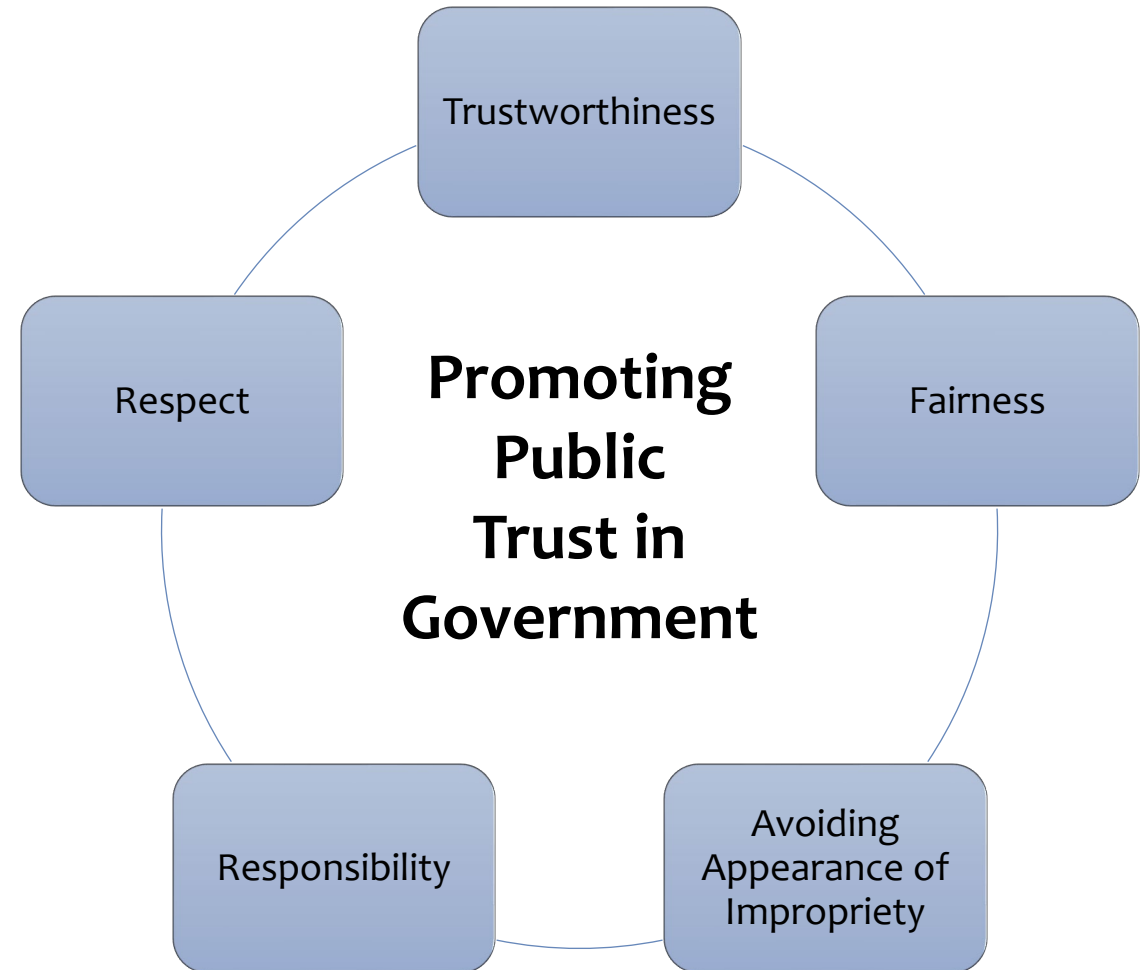 Trustworthiness
Respect
Promoting
Public
Trust in
Government
Fairness
Responsibility
Avoiding
Appearance of
Impropriety